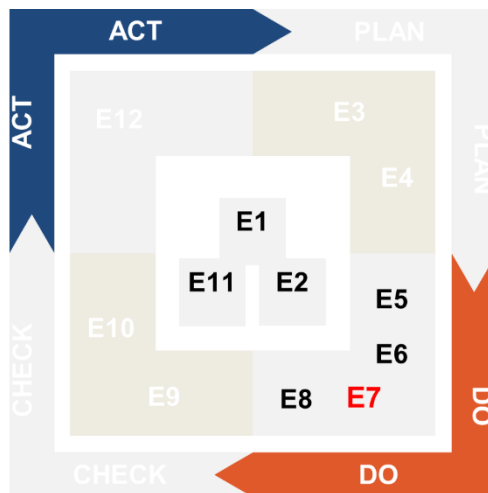 ACT PLAN
ACT
PLAN
E12
E3
E4
E1
E11 E2
E5
E6
E10
E8 E7
E9
CHECK
DO
CHECK DO